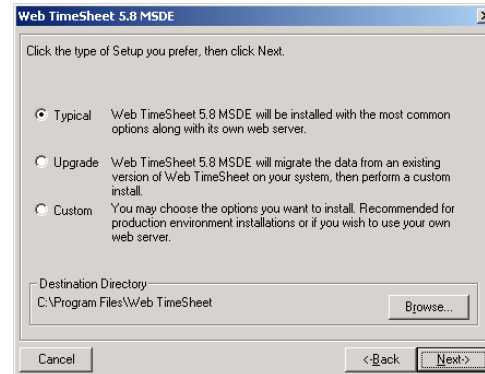 Web TimeSheet 5.8 MSDE
Click the type of Setup you prefer, then click Next.
Typical Web TimeSheet 5.8 MSDE will be installed with the most common
options along with its own web server.
Upgrade Web TimeSheet 5.8 MSDE will migrate the data from an existing
version of Web TimeSheet on your system, then perform a custom
install.
Custom You may choose the options you want to install. Recommended for
production environment installations or if you wish to use your own
web server.
Destination Directory
C:\Program Files\Web TimeSheet
Browse...
Cancel <-Back Next->